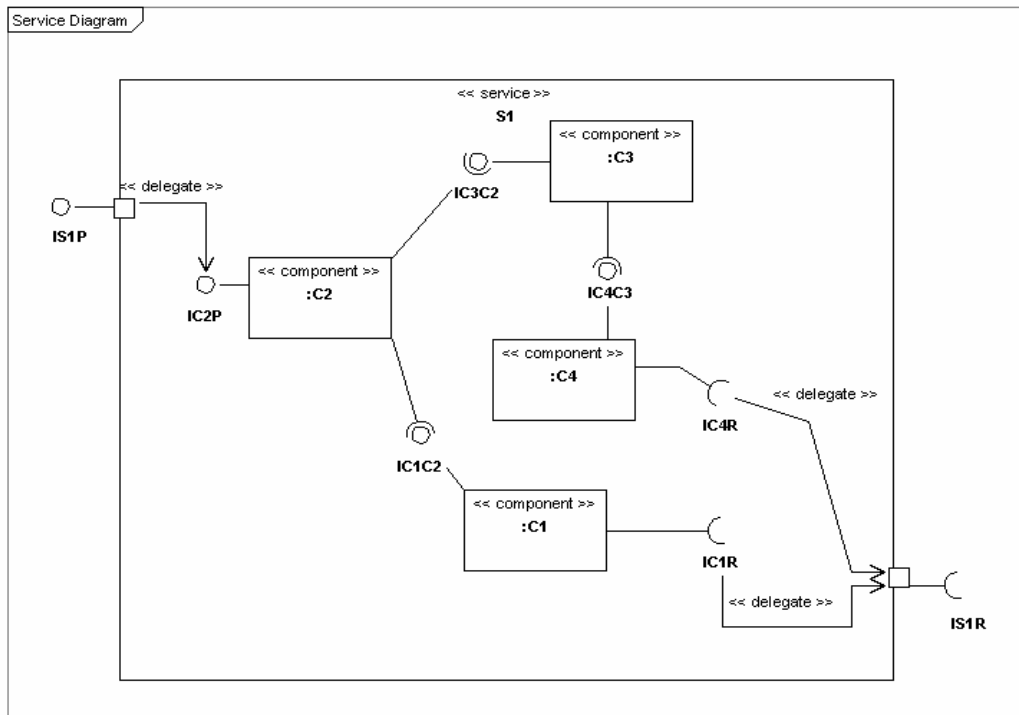 Service Diagram
<< service >>
S1
<< component >>
:C3
<< delegate >>
IC3C2
IS1P
<< component >>
:C2
IC4C3
IC2P
<< component >>
:C4
<< delegate >>
IC4R
IC1C2
<< component >>
:C1
IC1R
<< delegate >>
IS1R